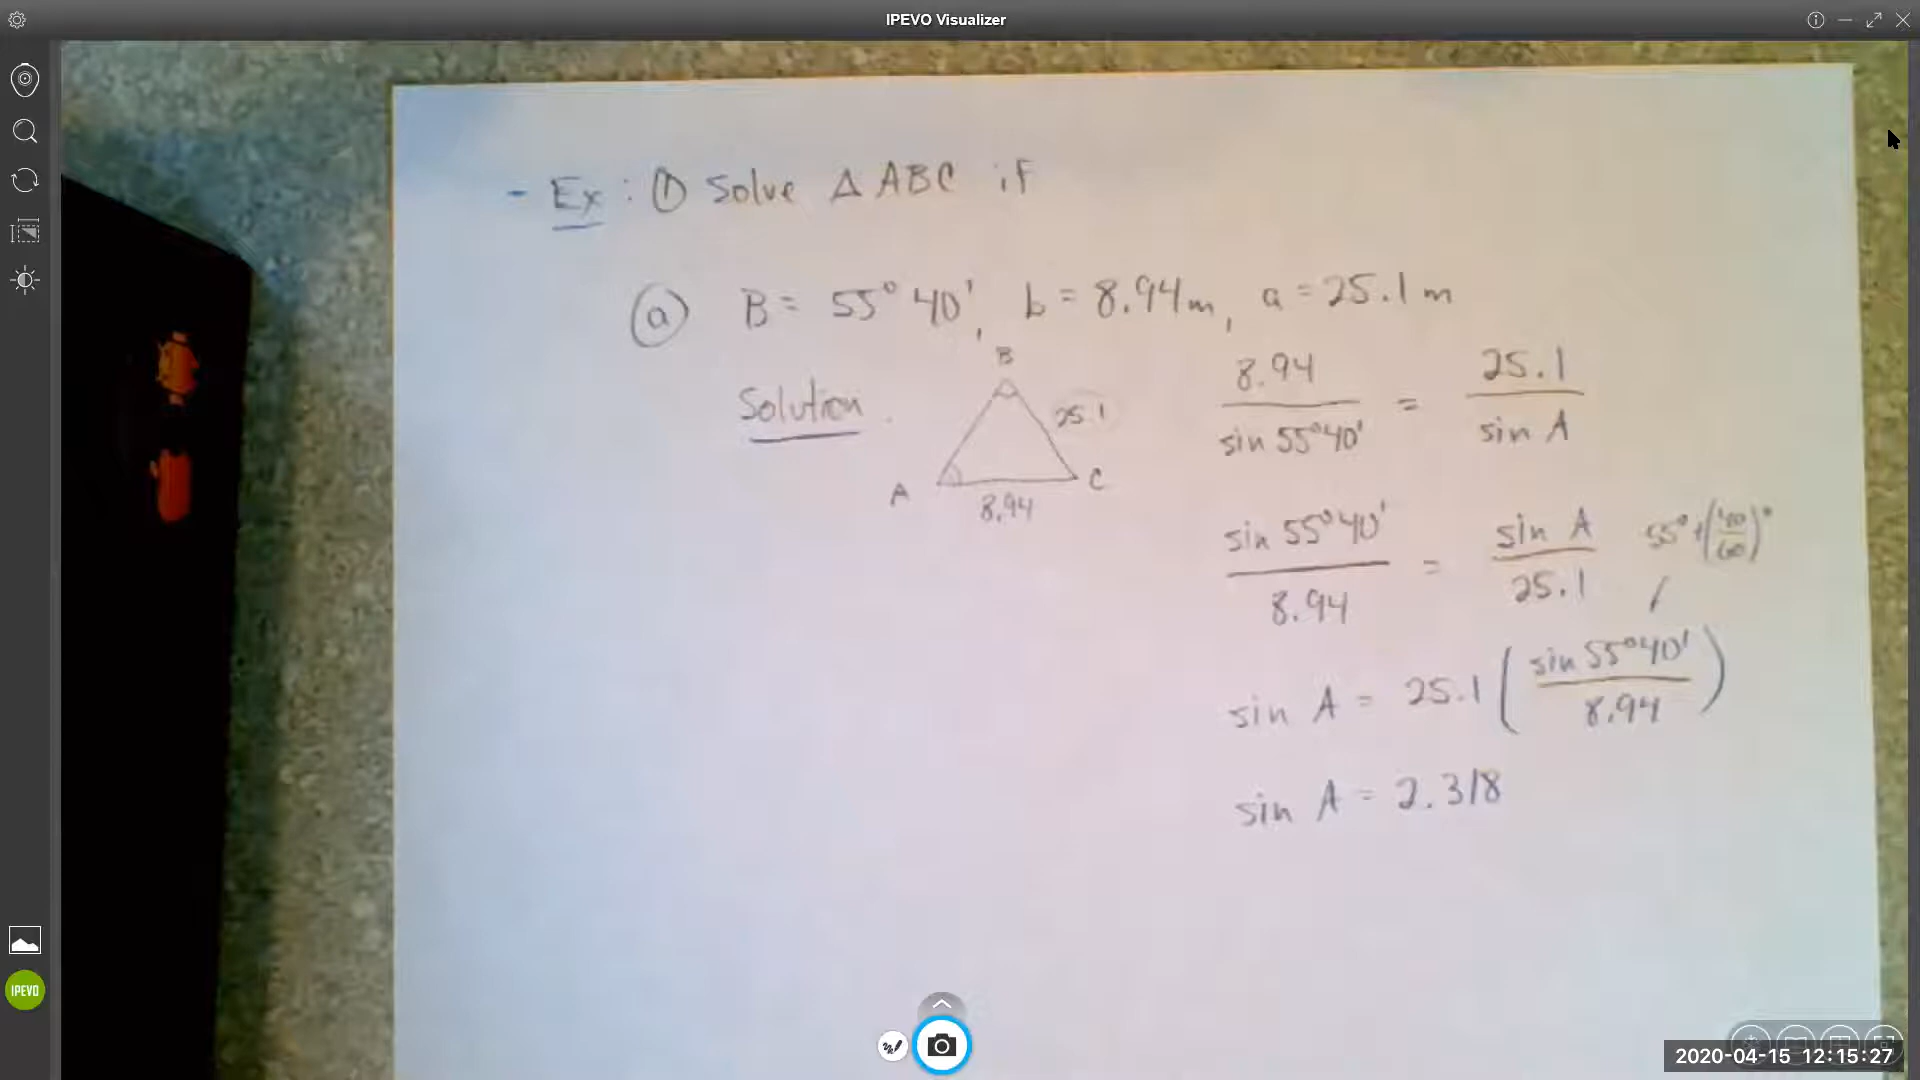 IPEVO Visualizer
- Ex : ① Solve △ ABC if
(a) B = 55° 40', b = 8.94m, a = 25.1 m
Solution
B
25.1
A
C
8.94
8.94 / sin 55°40' = 25.1 / sin A
sin 55°40' / 8.94 = sin A / 25.1
55° + (40/60)°
sin A = 25.1 (sin 55°40' / 8.94)
sin A = 2.318
IPEVO
2020-04-15 12:15:27